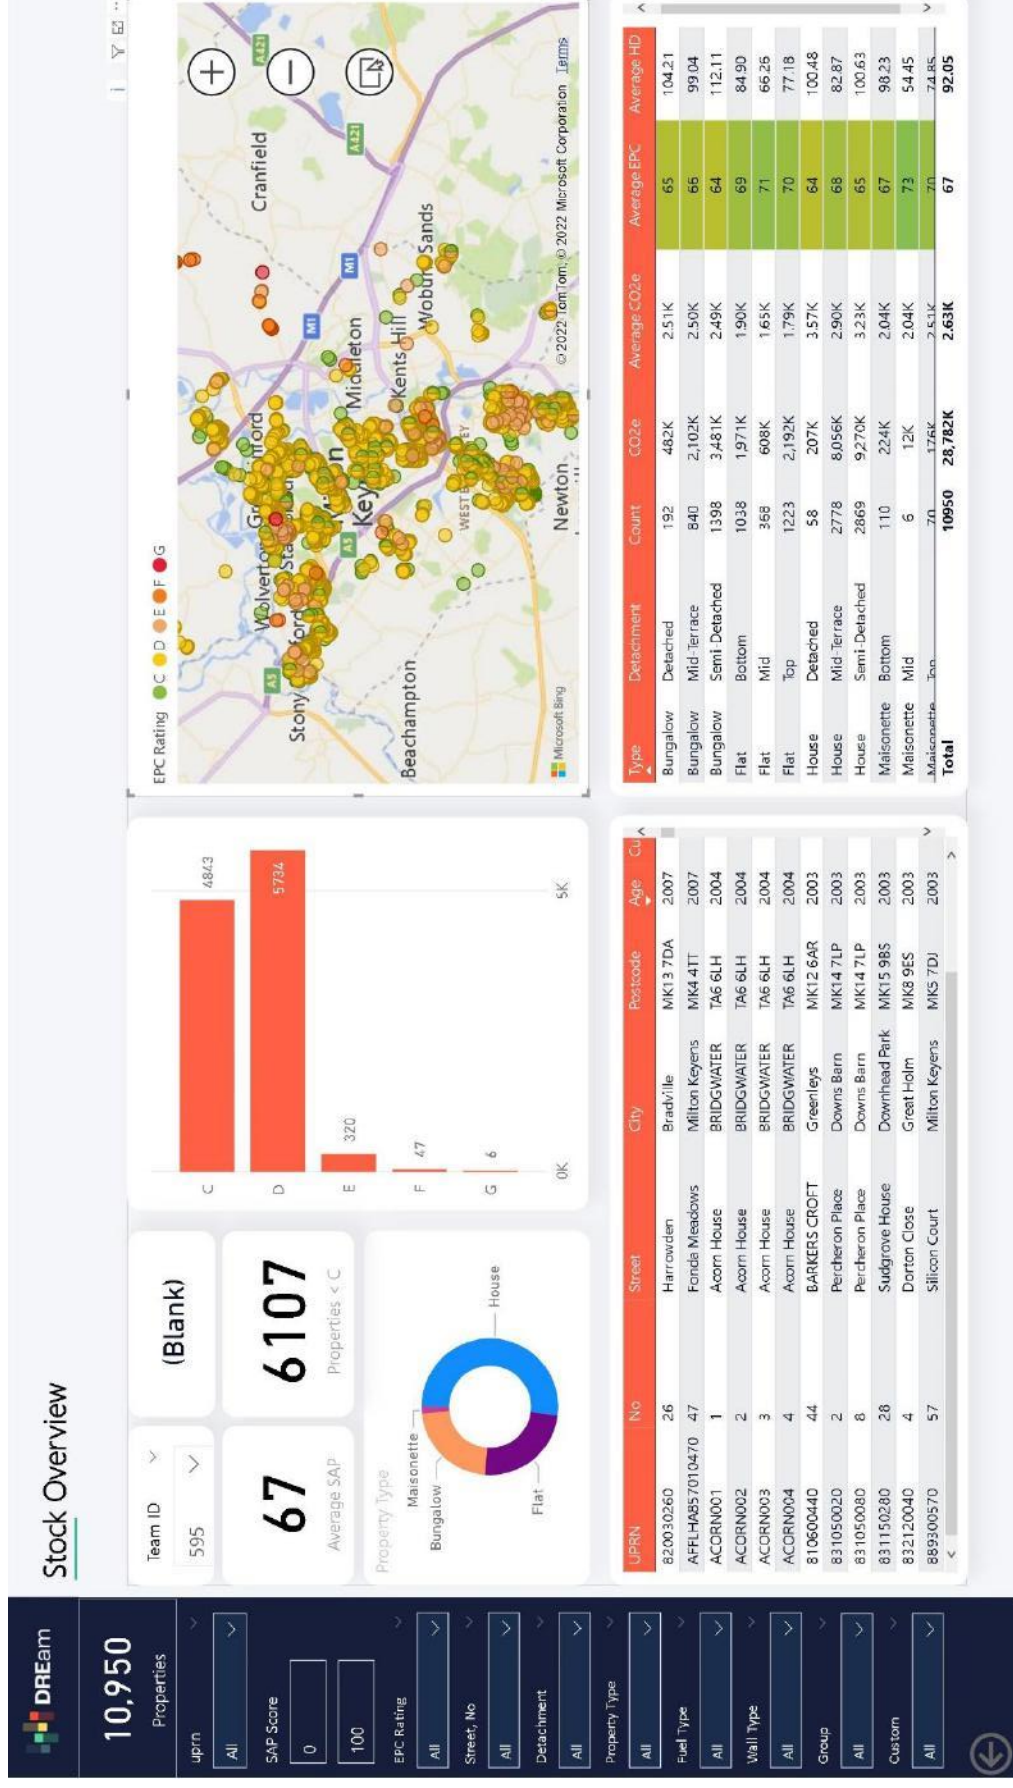 DREam
10,950
Properties
uprn
All
SAP Score
0
100
EPC Rating
All
Street, No
All
Detachment
All
Property Type
All
Fuel Type
All
Wall Type
All
Group
All
Custom
All
Stock Overview
Team ID
595
(Blank)
67
Average SAP
6107
Properties < C
Property Type
Maisonette
Bungalow
House
Flat
C 4843
D 5734
E 320
F 47
G 6
0K 5K
EPC Rating C D E F G
Cranfield
A421
A421
M1
M1
Wolverton
Stony
A5
A5
Middleton
Kents Hill
Woburn Sands
Key
Newton
Beachampton
Microsoft Bing
© 2022 TomTom, © 2022 Microsoft Corporation Terms
UPRN No Street City Postcode Age Cu
820030260 26 Harrowden Bradville MK13 7DA 2007
AFFLHA857010470 47 Fonda Meadows Milton Keyens MK4 4TT 2007
ACORN001 1 Acorn House BRIDGWATER TA6 6LH 2004
ACORN002 2 Acorn House BRIDGWATER TA6 6LH 2004
ACORN003 3 Acorn House BRIDGWATER TA6 6LH 2004
ACORN004 4 Acorn House BRIDGWATER TA6 6LH 2004
810600440 44 BARKERS CROFT Greenleys MK12 6AR 2003
831050020 2 Percheron Place Downs Barn MK14 7LP 2003
831050080 8 Percheron Place Downs Barn MK14 7LP 2003
831150280 28 Sudgrove House Downhead Park MK15 9BS 2003
832120040 4 Dorton Close Great Holm MK8 9ES 2003
889300570 57 Silicon Court Milton Keyens MK5 7DJ 2003
Type Detachment Count CO2e Average CO2e Average EPC Average HD
Bungalow Detached 192 482K 2.51K 65 104.21
Bungalow Mid-Terrace 840 2,102K 2.50K 66 99.04
Bungalow Semi-Detached 1398 3,481K 2.49K 64 112.11
Flat Bottom 1038 1,971K 1.90K 69 84.90
Flat Mid 368 608K 1.65K 71 66.26
Flat Top 1223 2,192K 1.79K 70 77.18
House Detached 58 207K 3.57K 64 100.48
House Mid-Terrace 2778 8,056K 2.90K 68 82.87
House Semi-Detached 2869 9,270K 3.23K 65 100.63
Maisonette Bottom 110 224K 2.04K 67 98.23
Maisonette Mid 6 12K 2.04K 73 54.45
Maisonette Top 70 176K 2.51K 70 74.85
Total 10950 28,782K 2.63K 67 92.05